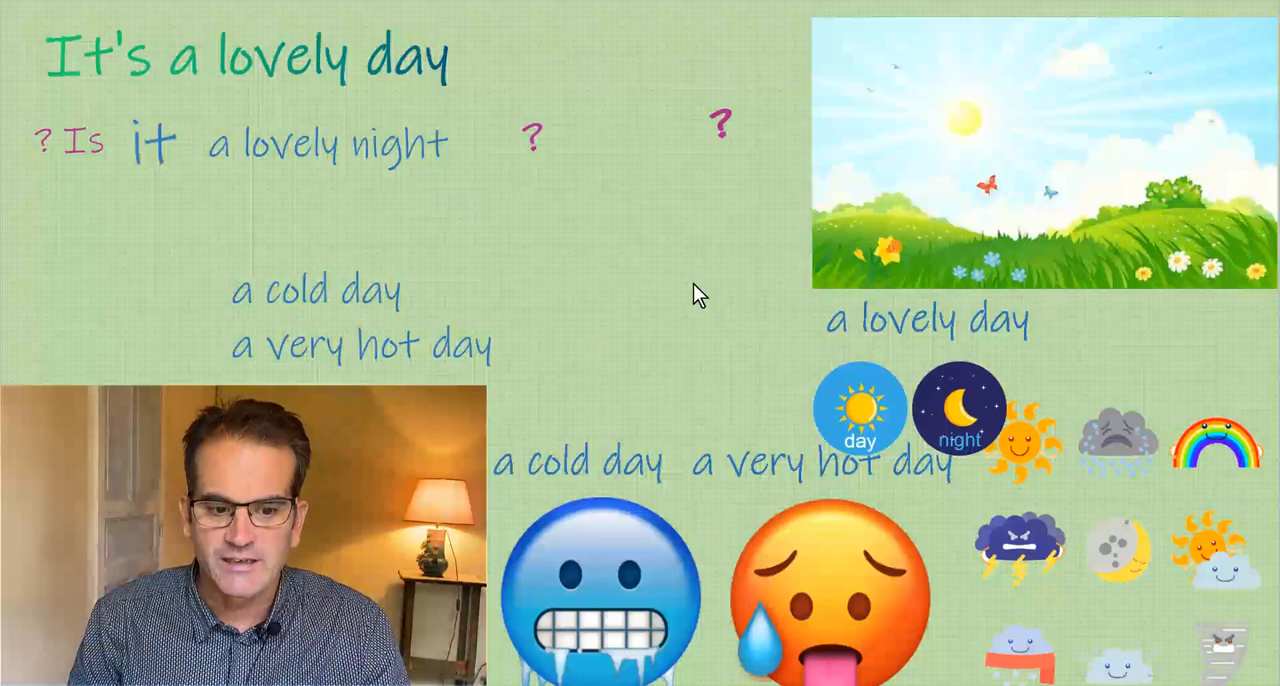 It's a lovely day
? Is it a lovely night ? ?
a cold day
a very hot day
a lovely day
day night
a cold day a very hot day